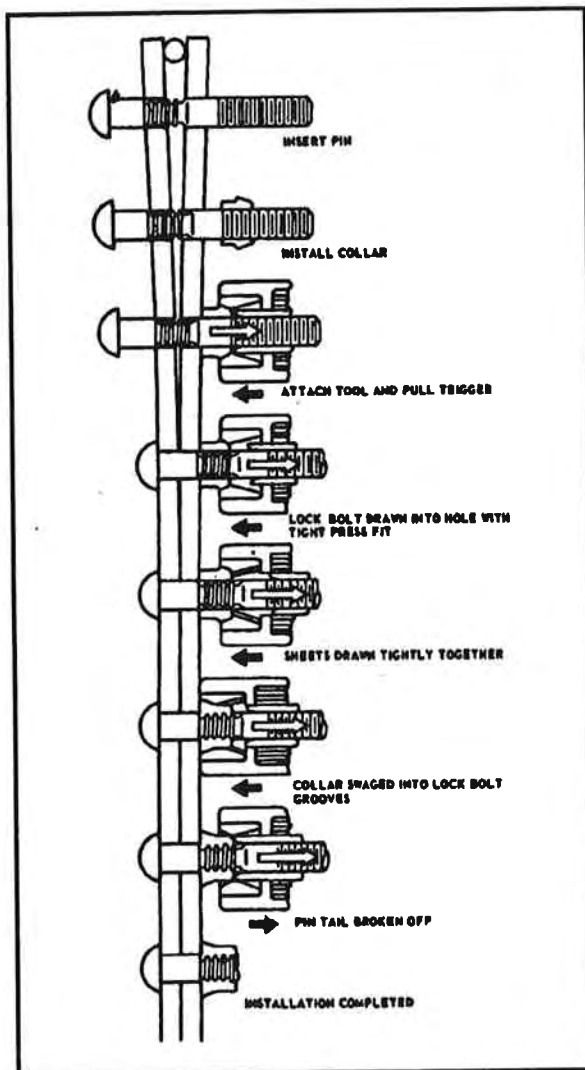 INSERT PIN
INSTALL COLLAR
ATTACH TOOL AND PULL TRIGGER
LOCK BOLT DRAWN INTO HOLE WITH
TIGHT PRESS FIT
SHEETS DRAWN TIGHTLY TOGETHER
COLLAR SWAGED INTO LOCK BOLT
GROOVES
PIN TAIL BROKEN OFF
INSTALLATION COMPLETED